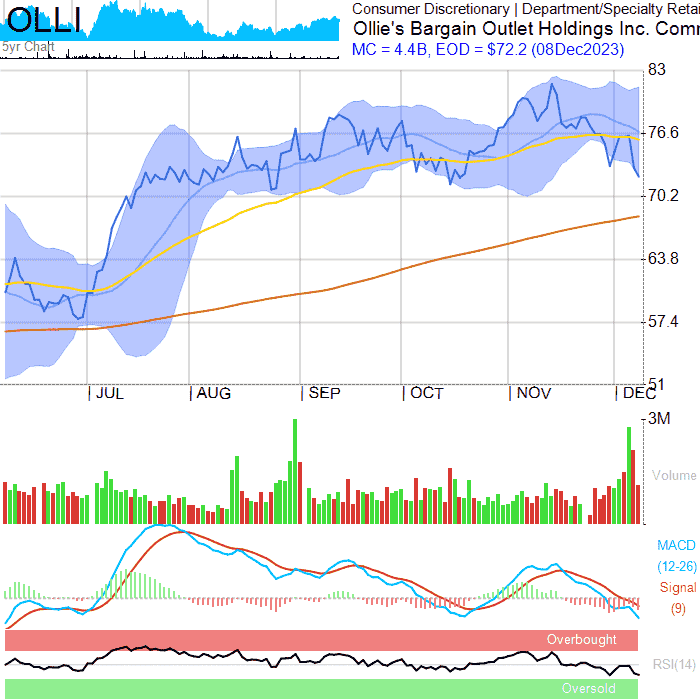 OLLI
5yr Chart
Consumer Discretionary | Department/Specialty Retai
Ollie's Bargain Outlet Holdings Inc. Comm
MC = 4.4B, EOD = $72.2 (08Dec2023)
83
76.6
70.2
63.8
57.4
51
JUL AUG SEP OCT NOV DEC
3M
Volume
MACD
(12-26)
Signal
(9)
Overbought
RSI(14)
Oversold